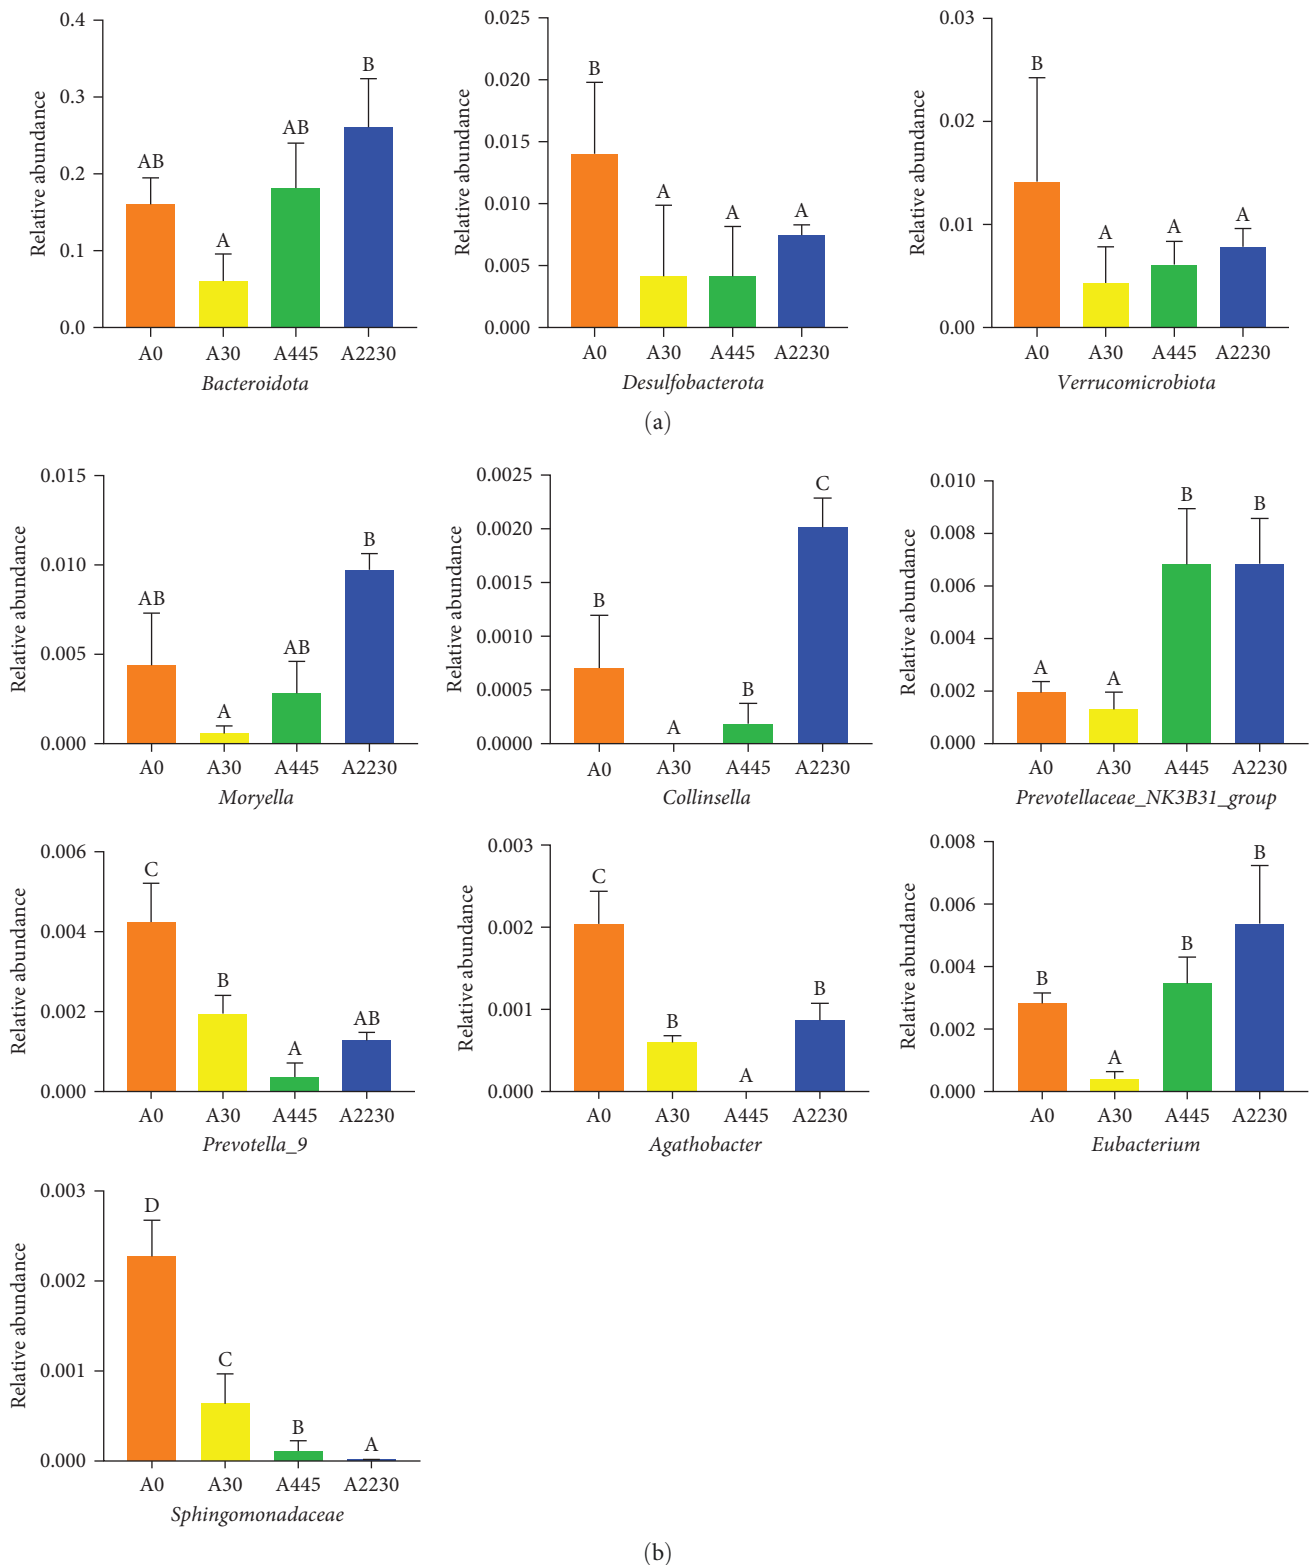 0.4
0.3
0.2
0.1
0.0
Relative abundance
AB
A
AB
B
A0 A30 A445 A2230
Bacteroidota
0.025
0.020
0.015
0.010
0.005
0.000
Relative abundance
B
A
A
A
A0 A30 A445 A2230
Desulfobacterota
0.03
0.02
0.01
0.00
Relative abundance
B
A
A
A
A0 A30 A445 A2230
Verrucomicrobiota
(a)
0.015
0.010
0.005
0.000
Relative abundance
AB
A
AB
B
A0 A30 A445 A2230
Moryella
0.0025
0.0020
0.0015
0.0010
0.0005
0.0000
Relative abundance
B
A
B
C
A0 A30 A445 A2230
Collinsella
0.010
0.008
0.006
0.004
0.002
0.000
Relative abundance
A
A
B
B
A0 A30 A445 A2230
Prevotellaceae_NK3B31_group
0.006
0.004
0.002
0.000
Relative abundance
C
B
A
AB
A0 A30 A445 A2230
Prevotella_9
0.003
0.002
0.001
0.000
Relative abundance
C
B
A
B
A0 A30 A445 A2230
Agathobacter
0.008
0.006
0.004
0.002
0.000
Relative abundance
B
A
B
B
A0 A30 A445 A2230
Eubacterium
0.003
0.002
0.001
0.000
Relative abundance
D
C
B
A
A0 A30 A445 A2230
Sphingomonadaceae
(b)